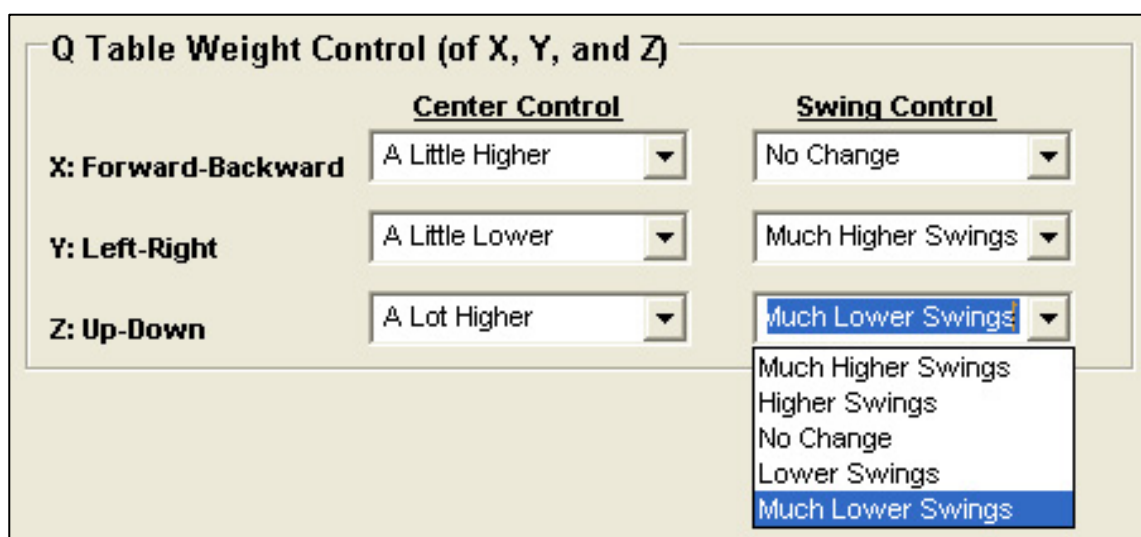 Q Table Weight Control (of X, Y, and Z)
Center Control Swing Control
X: Forward-Backward A Little Higher No Change
Y: Left-Right A Little Lower Much Higher Swings
Z: Up-Down A Lot Higher Much Lower Swings
Much Higher Swings
Higher Swings
No Change
Lower Swings
Much Lower Swings